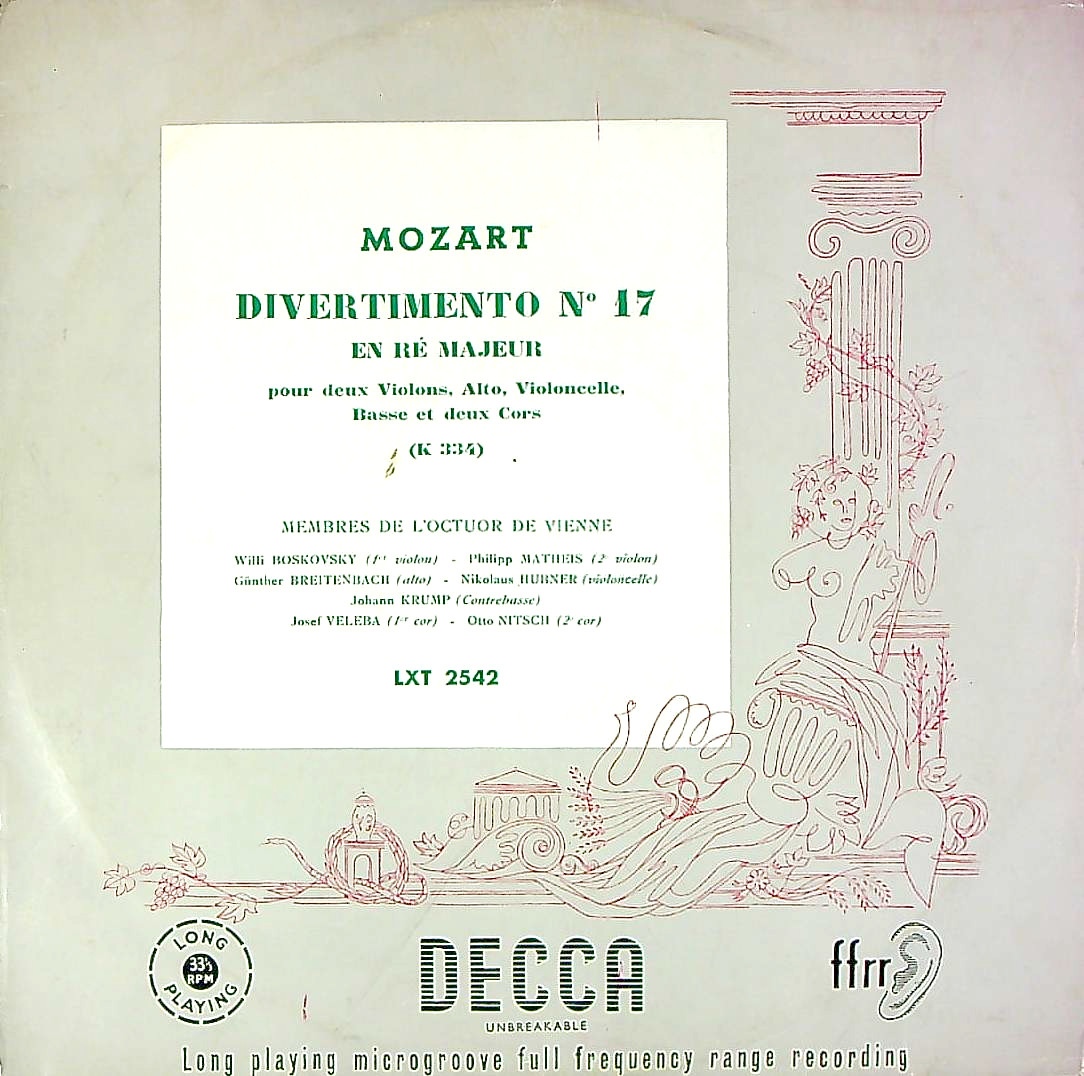 MOZART
DIVERTIMENTO Nº 17
EN RÉ MAJEUR
pour deux Violons, Alto, Violoncelle,
Basse et deux Cors
(K 334)
MEMBRES DE L'OCTUOR DE VIENNE
Willi BOSKOVSKY (1er violon) - Philipp MATHEIS (2e violon)
Günther BREITENBACH (alto) - Nikolaus HUBNER (violoncelle)
Johann KRUMP (Contrebasse)
Josef VELEBA (1er cor) - Otto NITSCH (2e cor)
LXT 2542
LONG
33⅓
RPM
PLAYING
DECCA
UNBREAKABLE
ffrr
Long playing microgroove full frequency range recording